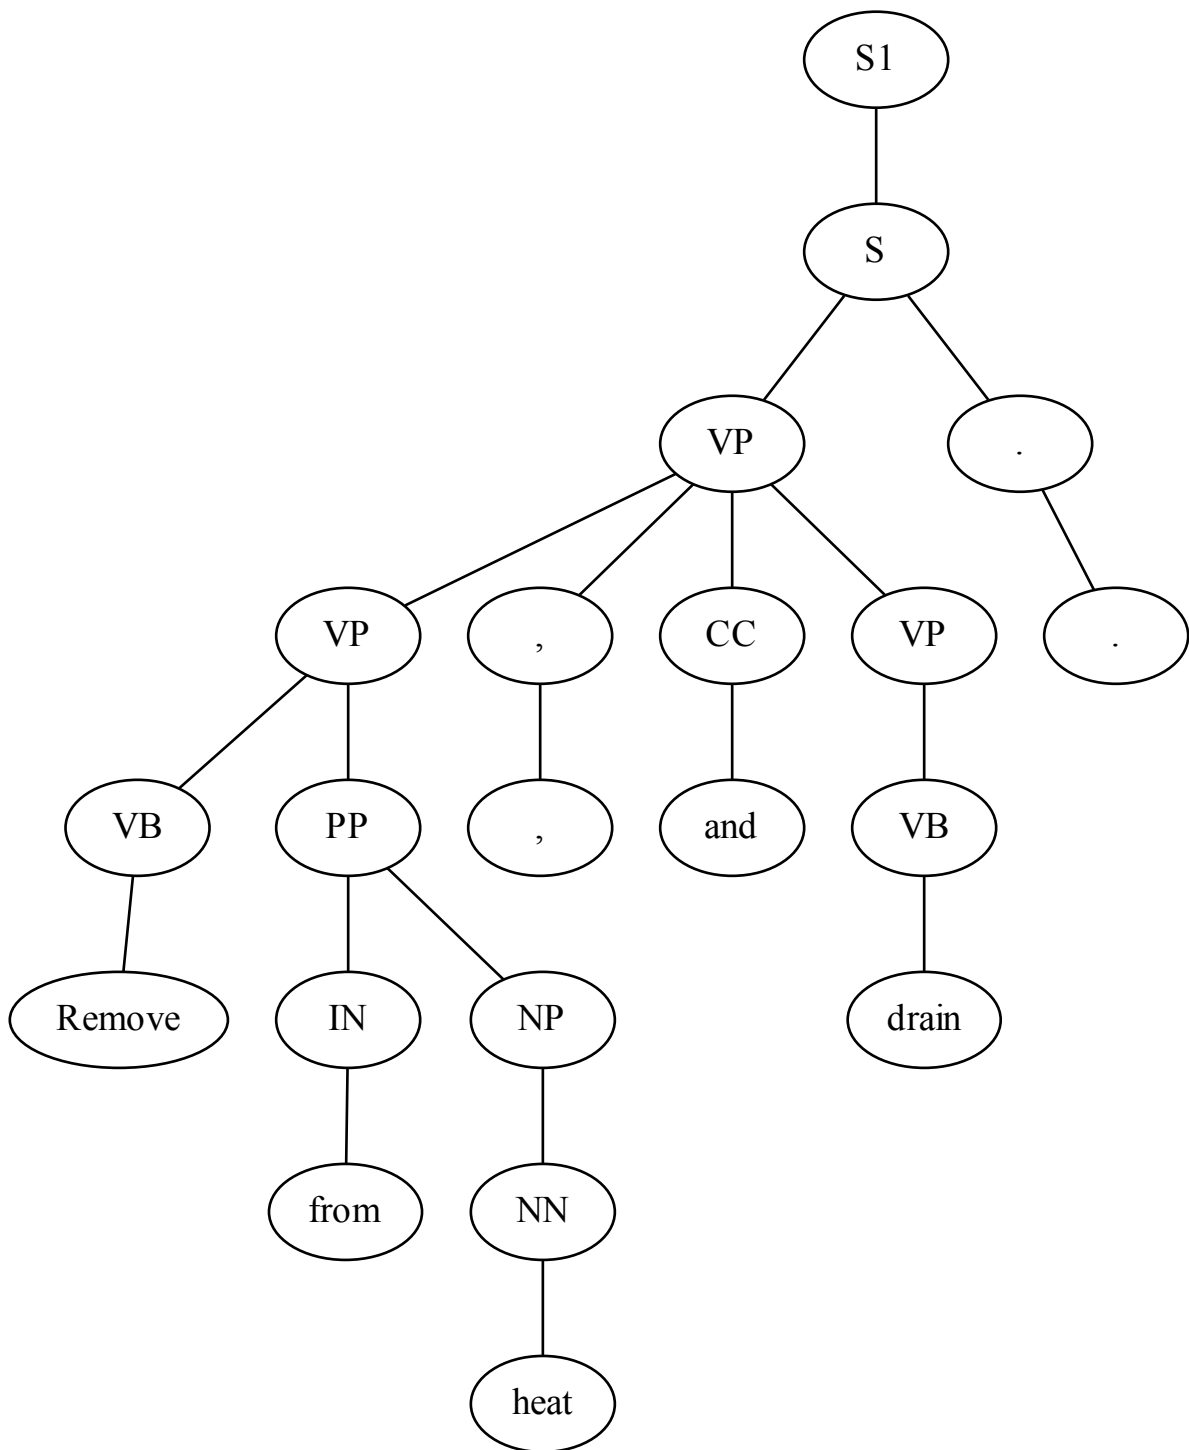 S1
S
VP .
VP , CC VP .
VB PP , and VB
Remove IN NP drain
from NN
heat